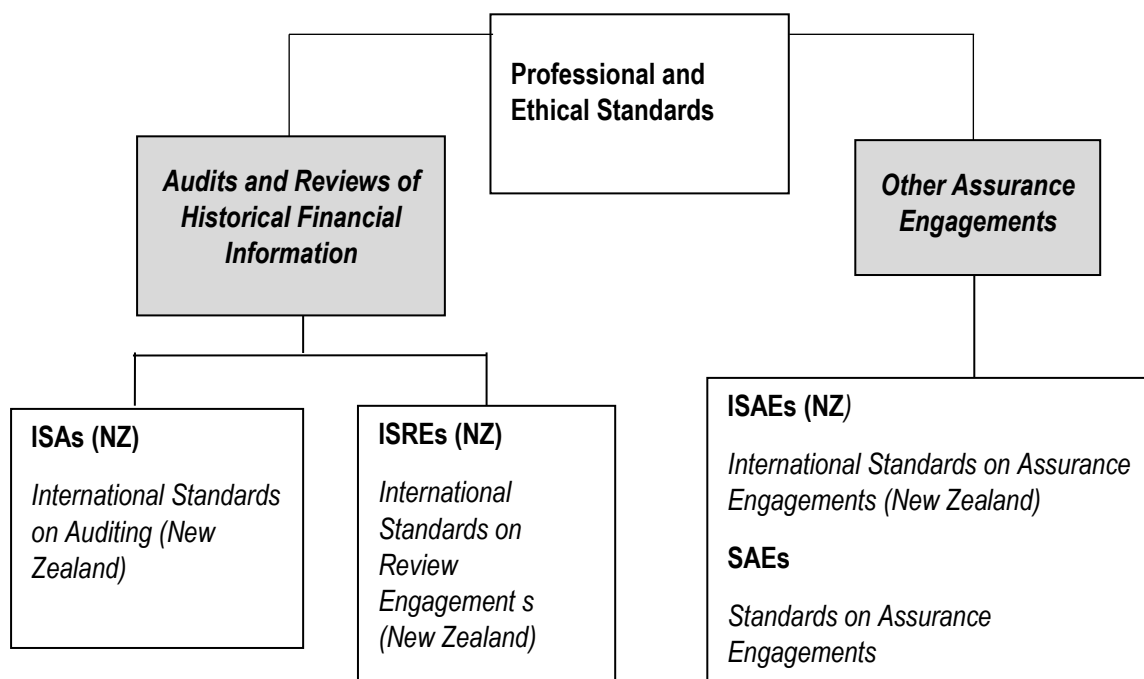 Professional and
Ethical Standards
Audits and Reviews of
Historical Financial
Information
Other Assurance
Engagements
ISAs (NZ)
International Standards
on Auditing (New
Zealand)
ISREs (NZ)
International
Standards on
Review
Engagement s
(New Zealand)
ISAEs (NZ)
International Standards on Assurance
Engagements (New Zealand)
SAEs
Standards on Assurance
Engagements